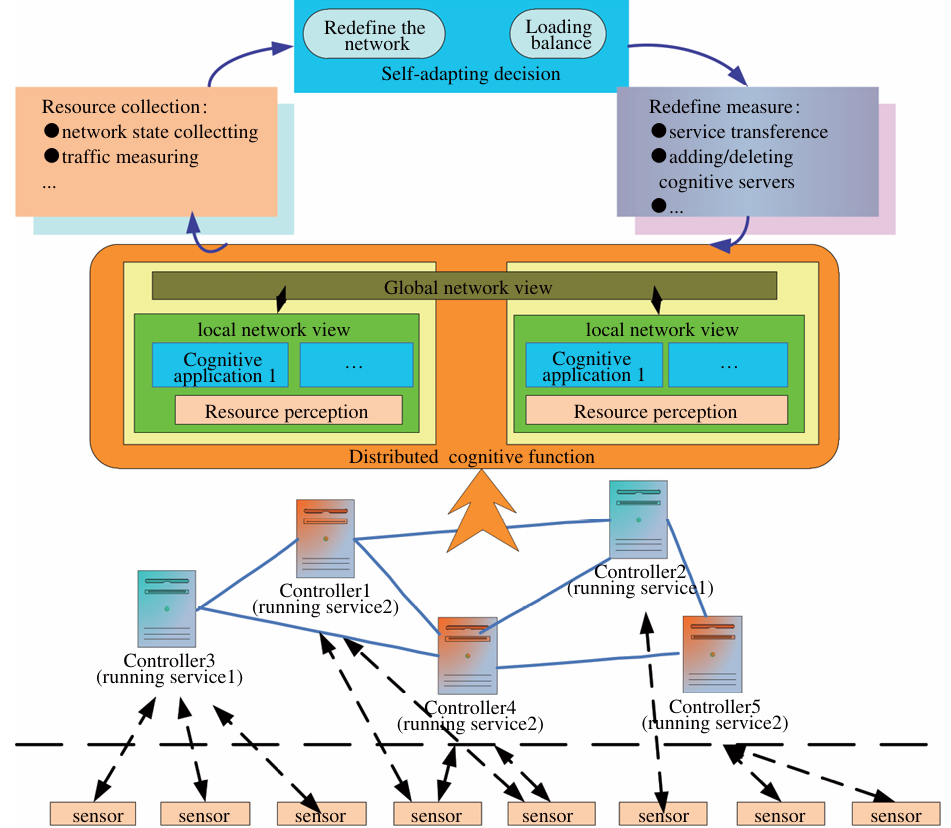 Redefine the
network
Loading
balance
Self-adapting decision
Resource collection:
●network state collectting
●traffic measuring
...
Redefine measure:
●service transference
●adding/deleting
cognitive servers
●...
Global network view
local network view
Cognitive
application 1
...
Resource perception
local network view
Cognitive
application 1
...
Resource perception
Distributed cognitive function
Controller1
(running service2)
Controller2
(running service1)
Controller3
(running service1)
Controller4
(running service2)
Controller5
(running service2)
sensor
sensor
sensor
sensor
sensor
sensor
sensor
sensor